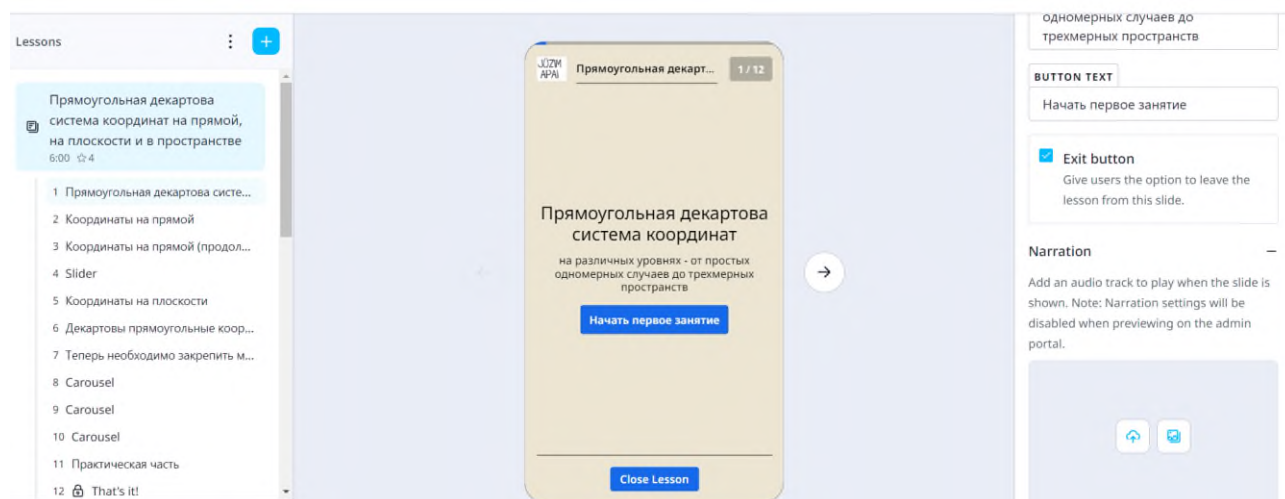 Lessons
Прямоугольная декартова
система координат на прямой,
на плоскости и в пространстве
6:00 ☆4
1 Прямоугольная декартова систе...
2 Координаты на прямой
3 Координаты на прямой (продол...
4 Slider
5 Координаты на плоскости
6 Декартовы прямоугольные коор...
7 Теперь необходимо закрепить м...
8 Carousel
9 Carousel
10 Carousel
11 Практическая часть
12 That's it!
JÚZIM
APAI
Прямоугольная декарт...
1 / 12
Прямоугольная декартова
система координат
на различных уровнях - от простых
одномерных случаев до трехмерных
пространств
Начать первое занятие
Close Lesson
одномерных случаев до
трехмерных пространств
BUTTON TEXT
Начать первое занятие
Exit button
Give users the option to leave the
lesson from this slide.
Narration
Add an audio track to play when the slide is
shown. Note: Narration settings will be
disabled when previewing on the admin
portal.